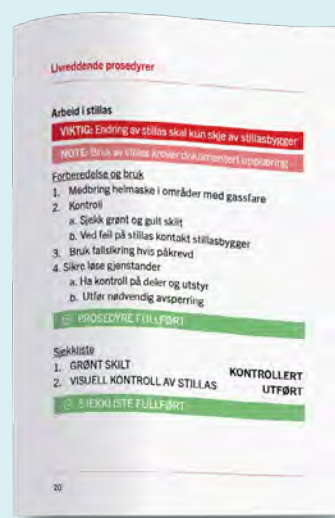 Livreddende prosedyrer
Arbeid i stillas
VIKTIG: Endring av stillas skal kun skje av stillasbygger
NOTE: Bruk av stillas krever dokumentert opplæring
Forberedelse og bruk
1. Medbring helmaske i områder med gassfare
2. Kontroll
a. Sjekk grønt og gult skilt
b. Ved feil på stillas kontakt stillasbygger
3. Bruk fallsikring hvis påkrevd
4. Sikre løse gjenstander
a. Ha kontroll på deler og utstyr
b. Utfør nødvendig avsperring
PROSEDYRE FULLFØRT
Sjekkliste
1. GRØNT SKILT KONTROLLERT
2. VISUELL KONTROLL AV STILLAS UTFØRT
SJEKKLISTE FULLFØRT
20